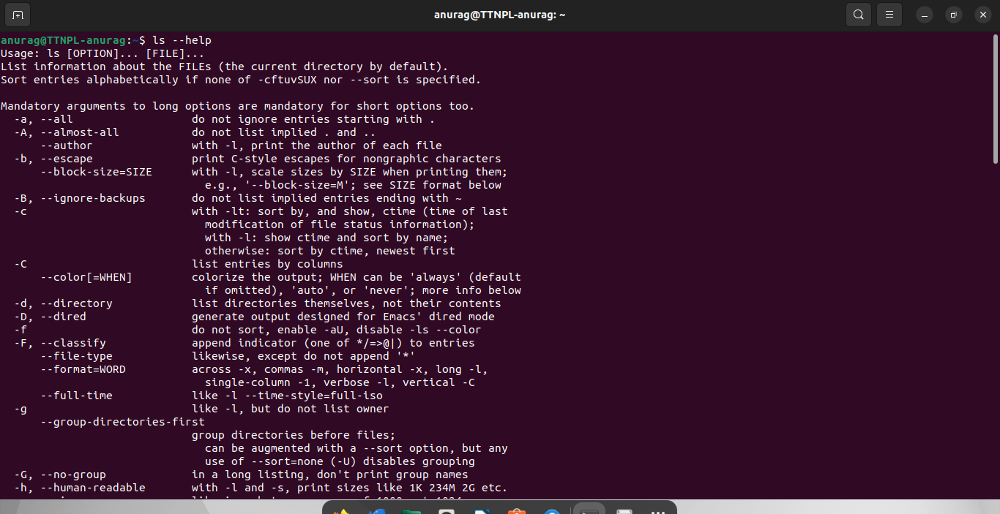 anurag@TTNPL-anurag: ~
anurag@TTNPL-anurag:~$ ls --help
Usage: ls [OPTION]... [FILE]...
List information about the FILEs (the current directory by default).
Sort entries alphabetically if none of -cftuvSUX nor --sort is specified.

Mandatory arguments to long options are mandatory for short options too.
  -a, --all                  do not ignore entries starting with .
  -A, --almost-all           do not list implied . and ..
      --author               with -l, print the author of each file
  -b, --escape               print C-style escapes for nongraphic characters
      --block-size=SIZE      with -l, scale sizes by SIZE when printing them;
                               e.g., '--block-size=M'; see SIZE format below
  -B, --ignore-backups       do not list implied entries ending with ~
  -c                         with -lt: sort by, and show, ctime (time of last
                               modification of file status information);
                               with -l: show ctime and sort by name;
                               otherwise: sort by ctime, newest first
  -C                         list entries by columns
      --color[=WHEN]         colorize the output; WHEN can be 'always' (default
                               if omitted), 'auto', or 'never'; more info below
  -d, --directory            list directories themselves, not their contents
  -D, --dired                generate output designed for Emacs' dired mode
  -f                         do not sort, enable -aU, disable -ls --color
  -F, --classify             append indicator (one of */=>@|) to entries
      --file-type            likewise, except do not append '*'
      --format=WORD          across -x, commas -m, horizontal -x, long -l,
                               single-column -1, verbose -l, vertical -C
      --full-time            like -l --time-style=full-iso
  -g                         like -l, but do not list owner
      --group-directories-first
                             group directories before files;
                               can be augmented with a --sort option, but any
                               use of --sort=none (-U) disables grouping
  -G, --no-group             in a long listing, don't print group names
  -h, --human-readable       with -l and -s, print sizes like 1K 234M 2G etc.